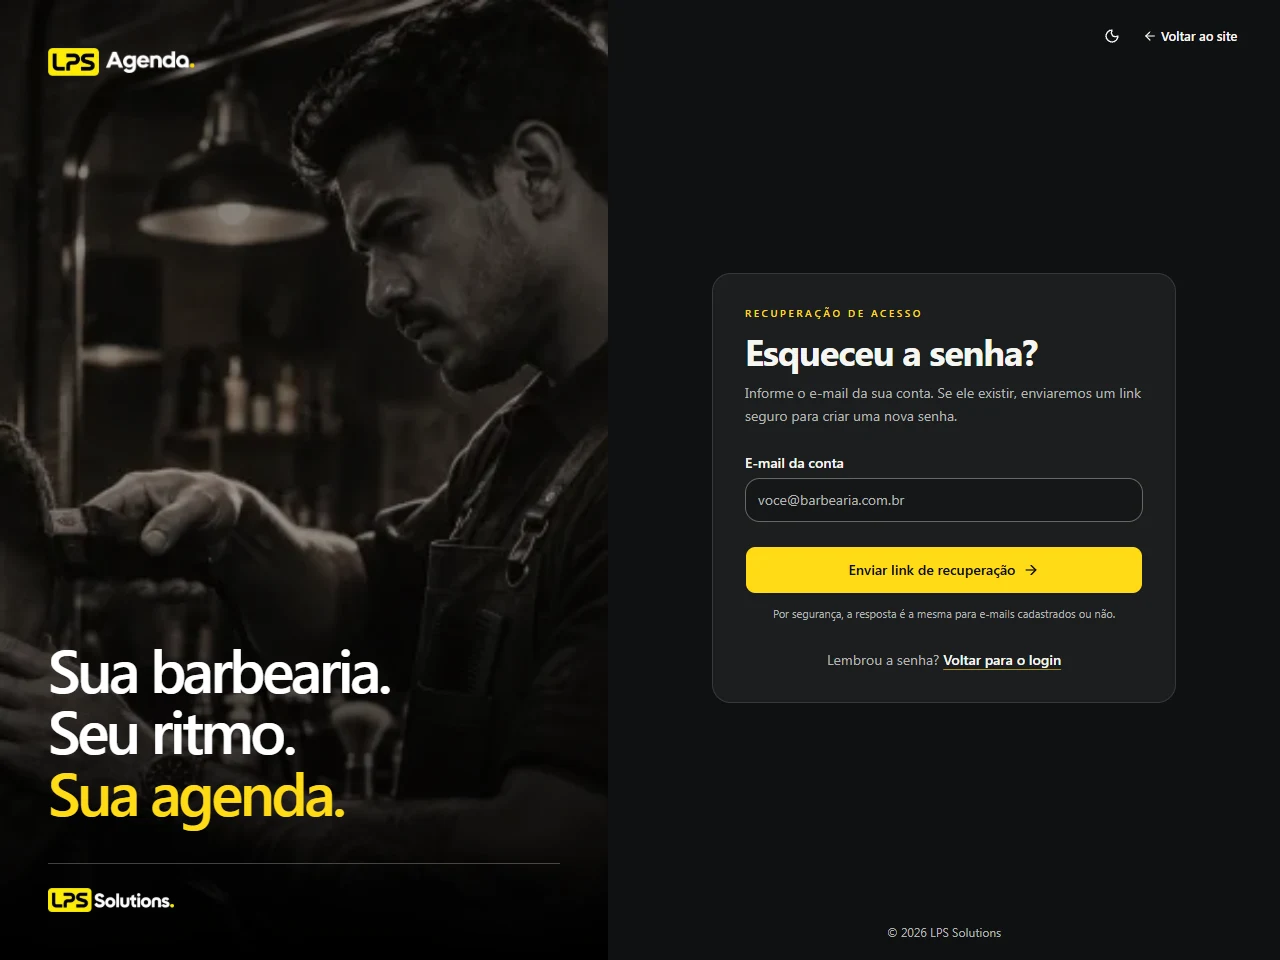 LPS Agenda.
Voltar ao site
RECUPERAÇÃO DE ACESSO
Esqueceu a senha?
Informe o e-mail da sua conta. Se ele existir, enviaremos um link
seguro para criar uma nova senha.
E-mail da conta
voce@barbearia.com.br
Enviar link de recuperação
Por segurança, a resposta é a mesma para e-mails cadastrados ou não.
Lembrou a senha? Voltar para o login
Sua barbearia.
Seu ritmo.
Sua agenda.
LPS Solutions.
© 2026 LPS Solutions